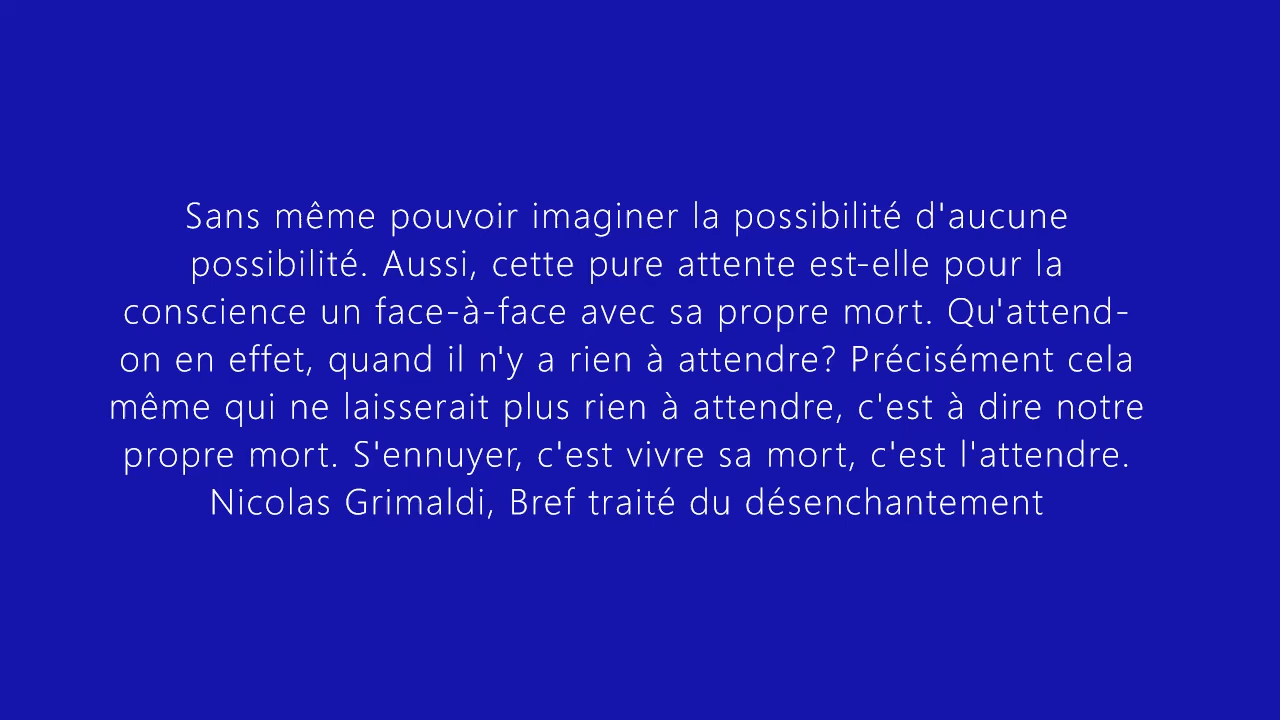 Sans même pouvoir imaginer la possibilité d'aucune
possibilité. Aussi, cette pure attente est-elle pour la
conscience un face-à-face avec sa propre mort. Qu'attend-
on en effet, quand il n'y a rien à attendre? Précisément cela
même qui ne laisserait plus rien à attendre, c'est à dire notre
propre mort. S'ennuyer, c'est vivre sa mort, c'est l'attendre.
Nicolas Grimaldi, Bref traité du désenchantement